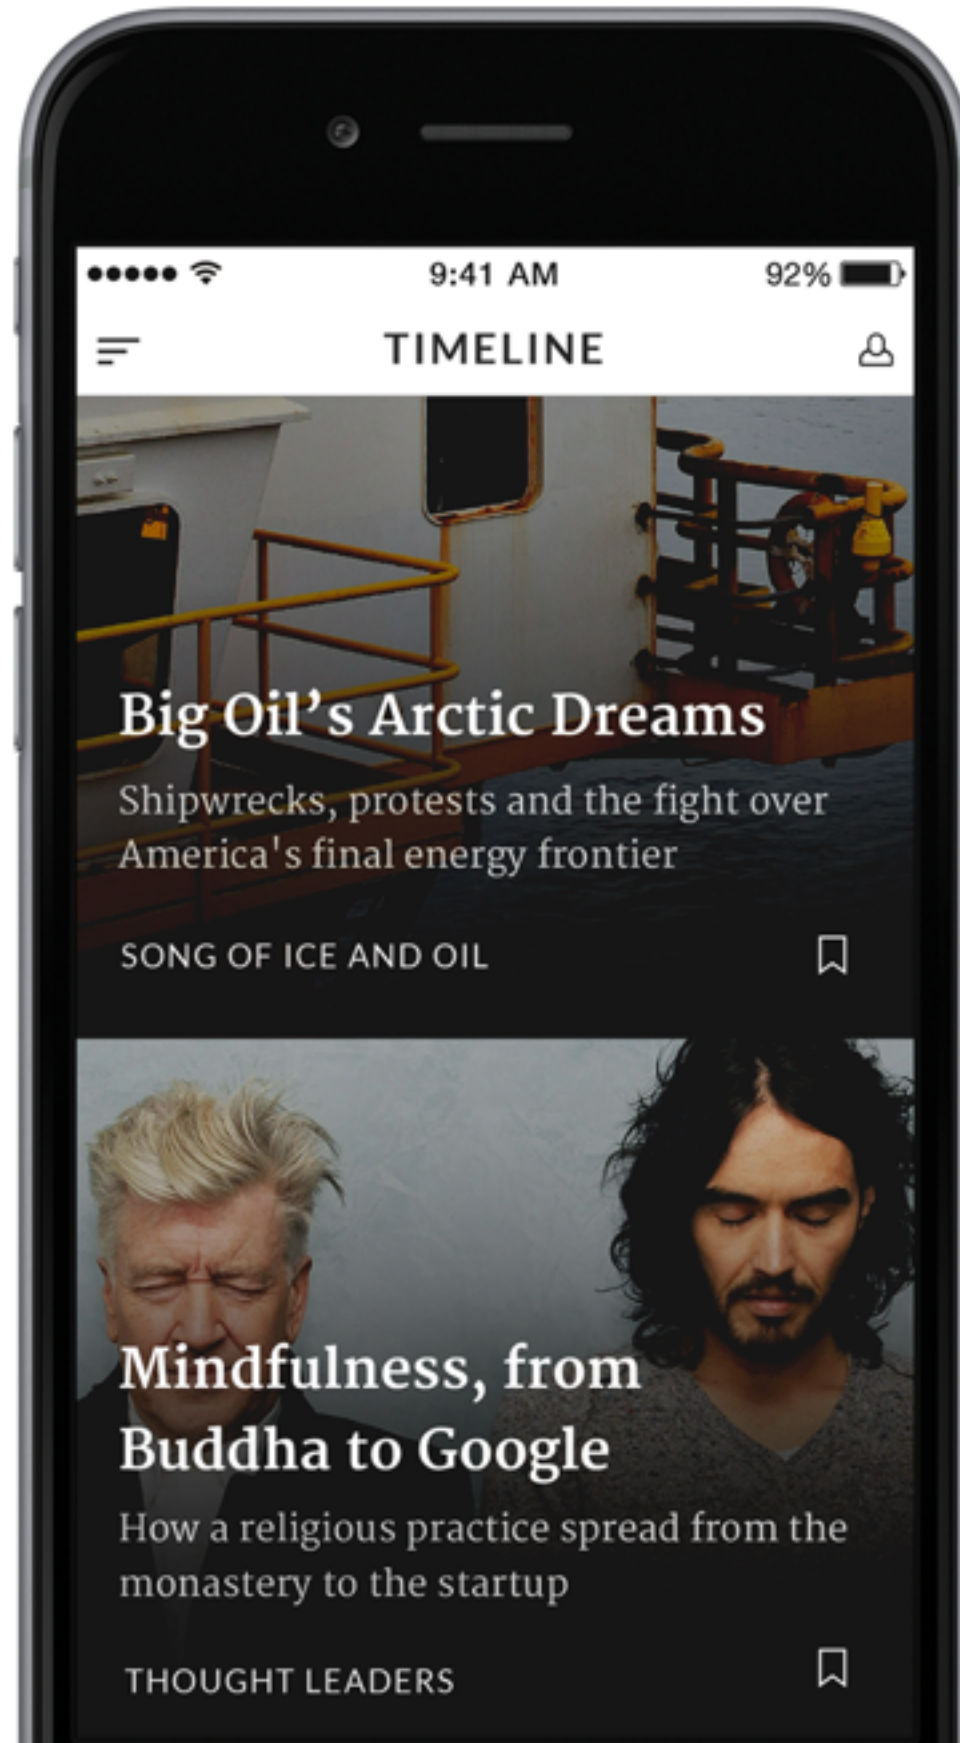 9:41 AM
92%
TIMELINE
Big Oil’s Arctic Dreams
Shipwrecks, protests and the fight over
America's final energy frontier
SONG OF ICE AND OIL
Mindfulness, from
Buddha to Google
How a religious practice spread from the
monastery to the startup
THOUGHT LEADERS